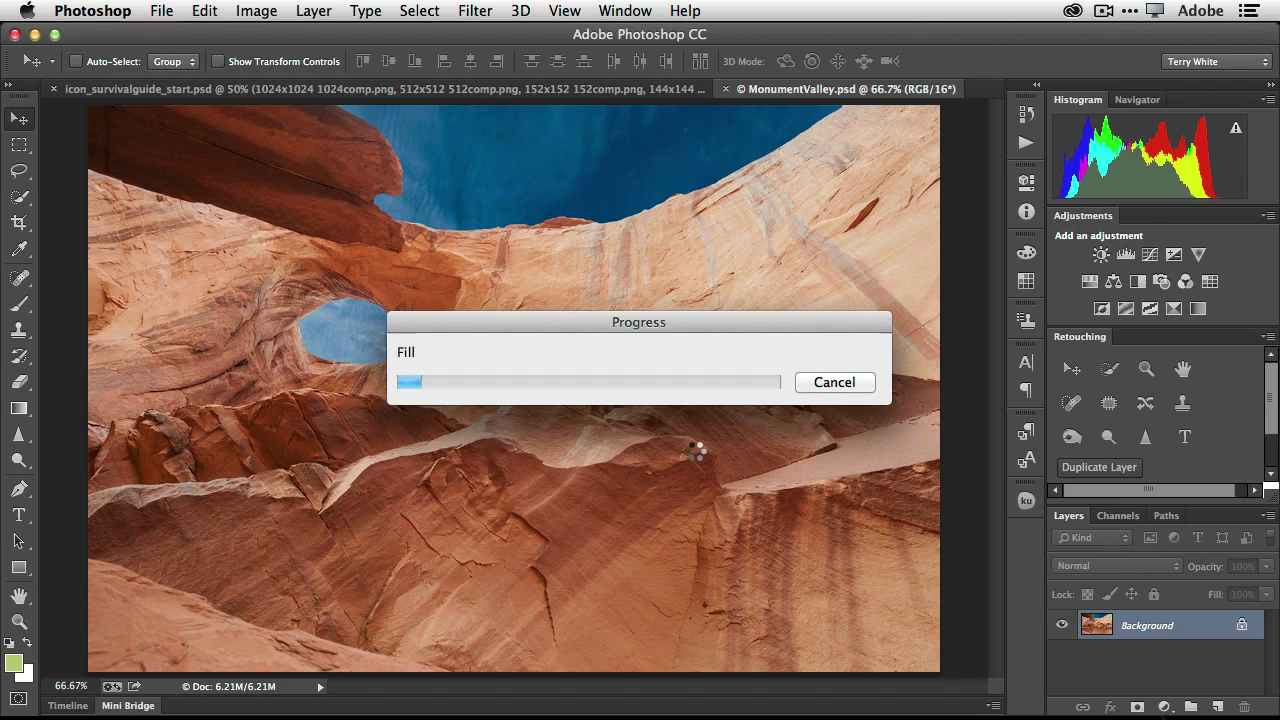 Photoshop File Edit Image Layer Type Select Filter 3D View Window Help Adobe
Adobe Photoshop CC
Auto-Select: Group Show Transform Controls 3D Mode: Terry White
icon_survivalguide_start.psd @ 50% (1024x1024 1024comp.png, 512x512 512comp.png, 152x152 152comp.png, 144x144 ... © MonumentValley.psd @ 66.7% (RGB/16*)
Histogram Navigator
Adjustments
Add an adjustment
Progress
Fill
Cancel
Retouching
Duplicate Layer
Layers Channels Paths
Kind
Normal Opacity: 100%
Lock: Fill: 100%
Background
ku
66.67% © Doc: 6.21M/6.21M
Timeline Mini Bridge